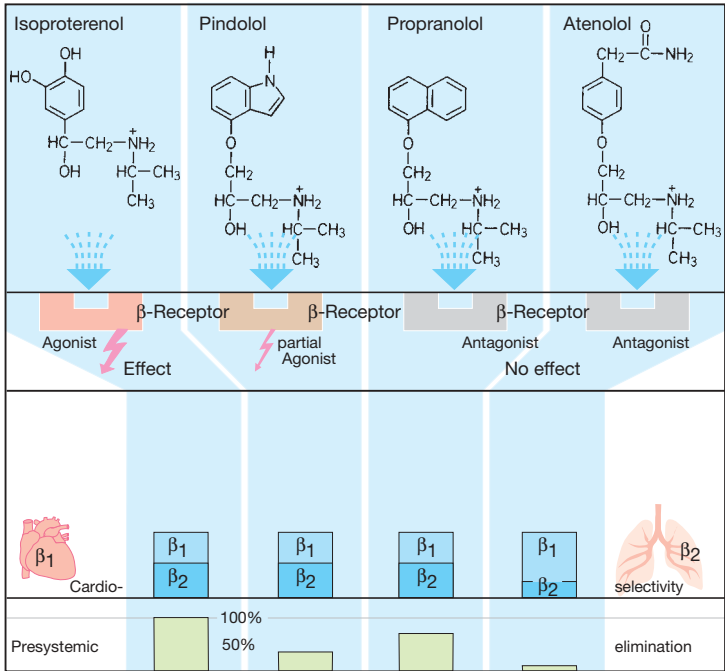 Isoproterenol Pindolol Propranolol Atenolol
OH
HO
HC—CH2—NH2
+
OH HC—CH3
CH3
H
N
O
CH2
HC—CH2—NH2
+
OH HC—CH3
CH3
O
CH2
HC—CH2—NH2
+
OH HC—CH3
CH3
O
H2C—C—NH2
O
CH2
HC—CH2—NH2
+
OH HC—CH3
CH3
β-Receptor β-Receptor β-Receptor
Agonist partial Agonist Antagonist Antagonist
Effect No effect
β1 β1 β1 β1
β1 β2 β2 β2 β2 β2
Cardio- selectivity
100%
Presystemic 50% elimination